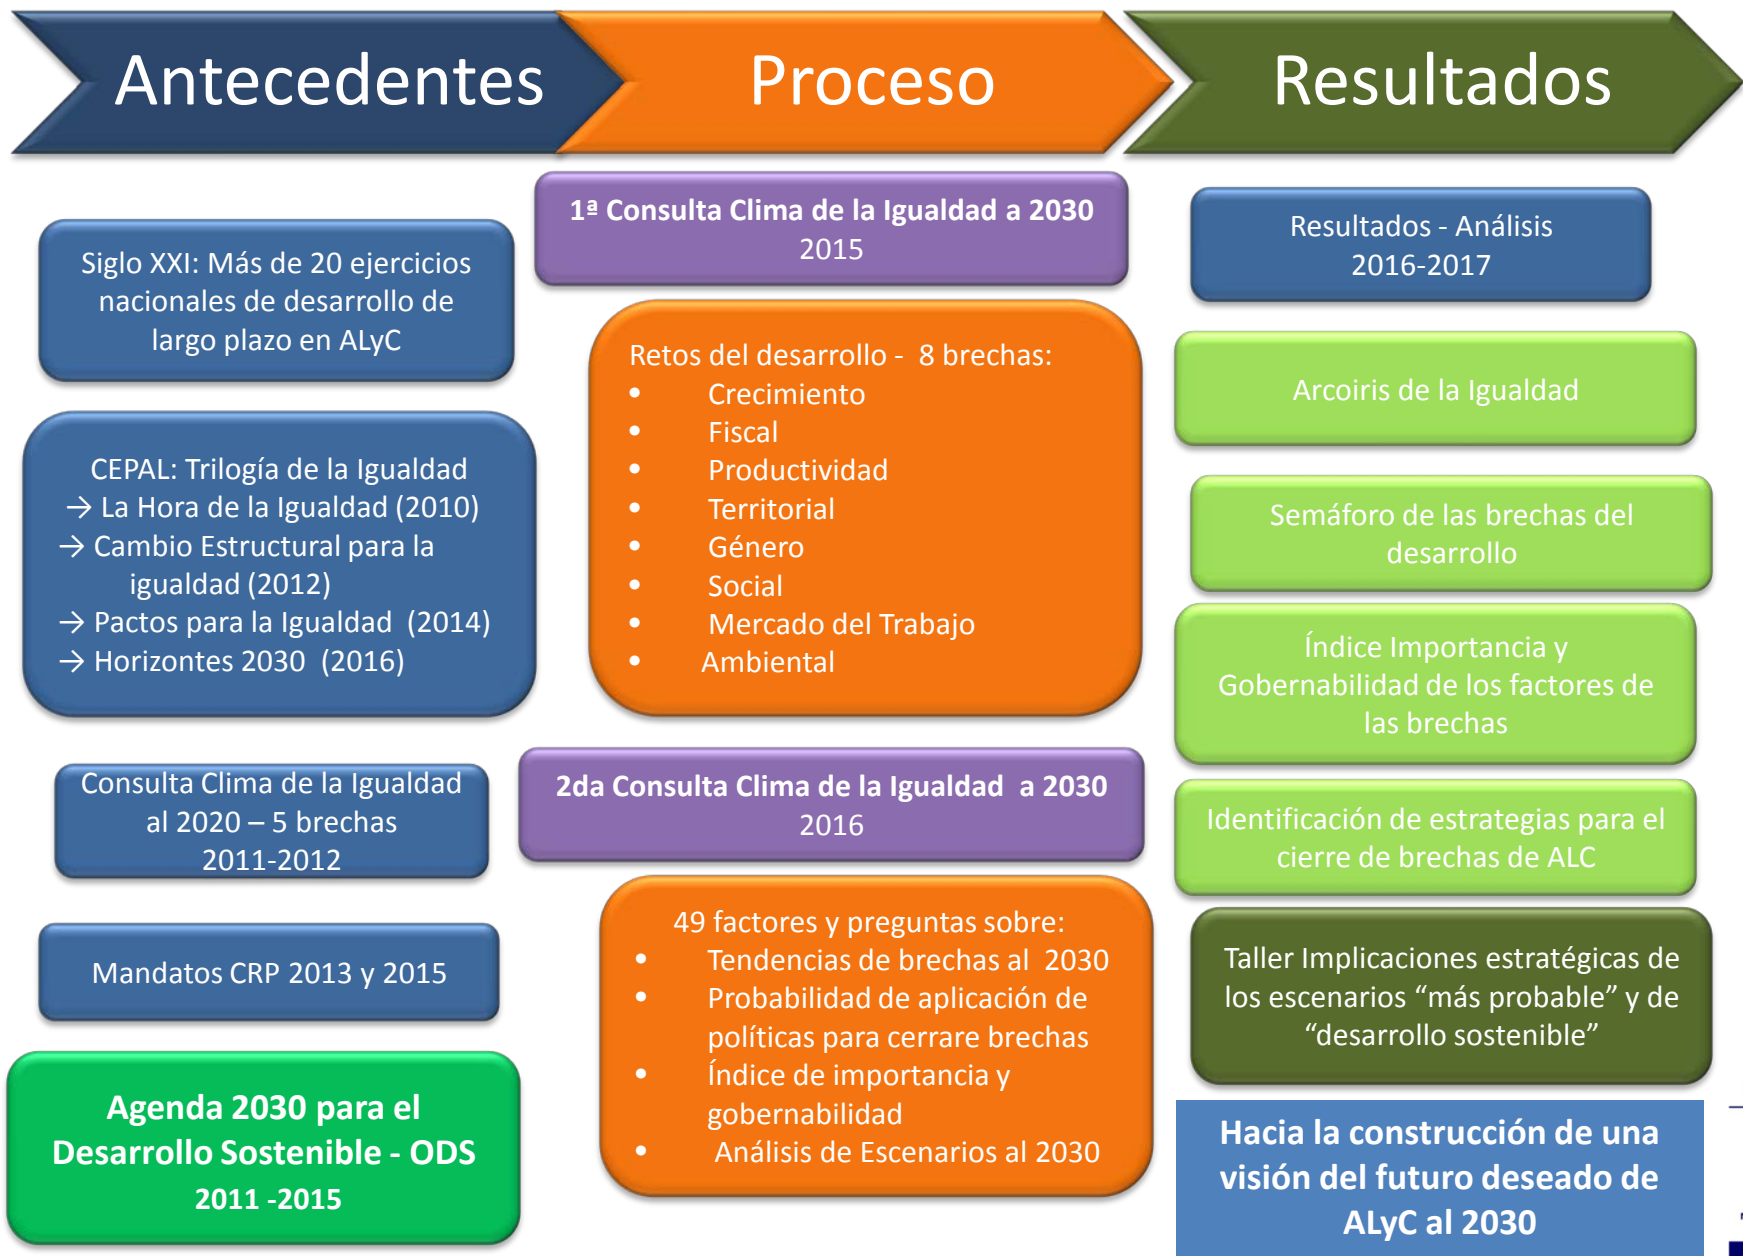 Antecedentes
Proceso
Resultados
Siglo XXI: Más de 20 ejercicios
nacionales de desarrollo de
largo plazo en ALyC
CEPAL: Trilogía de la Igualdad
→ La Hora de la Igualdad (2010)
→ Cambio Estructural para la
igualdad (2012)
→ Pactos para la Igualdad (2014)
→ Horizontes 2030 (2016)
Consulta Clima de la Igualdad
al 2020 – 5 brechas
2011-2012
Mandatos CRP 2013 y 2015
Agenda 2030 para el
Desarrollo Sostenible - ODS
2011 -2015
1ª Consulta Clima de la Igualdad a 2030
2015
Retos del desarrollo - 8 brechas:
• Crecimiento
• Fiscal
• Productividad
• Territorial
• Género
• Social
• Mercado del Trabajo
• Ambiental
2da Consulta Clima de la Igualdad a 2030
2016
49 factores y preguntas sobre:
• Tendencias de brechas al 2030
• Probabilidad de aplicación de
políticas para cerrare brechas
• Índice de importancia y
gobernabilidad
• Análisis de Escenarios al 2030
Resultados - Análisis
2016-2017
Arcoiris de la Igualdad
Semáforo de las brechas del
desarrollo
Índice Importancia y
Gobernabilidad de los factores de
las brechas
Identificación de estrategias para el
cierre de brechas de ALC
Taller Implicaciones estratégicas de
los escenarios “más probable” y de
“desarrollo sostenible”
Hacia la construcción de una
visión del futuro deseado de
ALyC al 2030